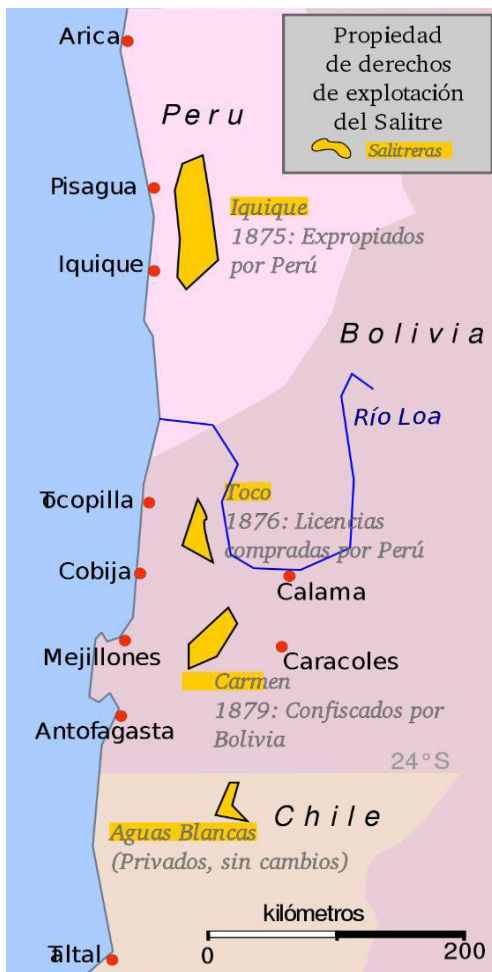 Arica
Propiedad
de derechos
de explotación
del Salitre
Salitreras
Peru
Pisagua
Iquique
1875: Expropiados
por Perú
Iquique
Bolivia
Río Loa
Tocopilla
Toco
1876: Licencias
compradas por Perú
Cobija
Calama
Mejillones
Caracoles
Carmen
1879: Confiscados por
Bolivia
Antofagasta
24°S
Chile
Aguas Blancas
(Privados, sin cambios)
kilómetros
0
200
Taltal